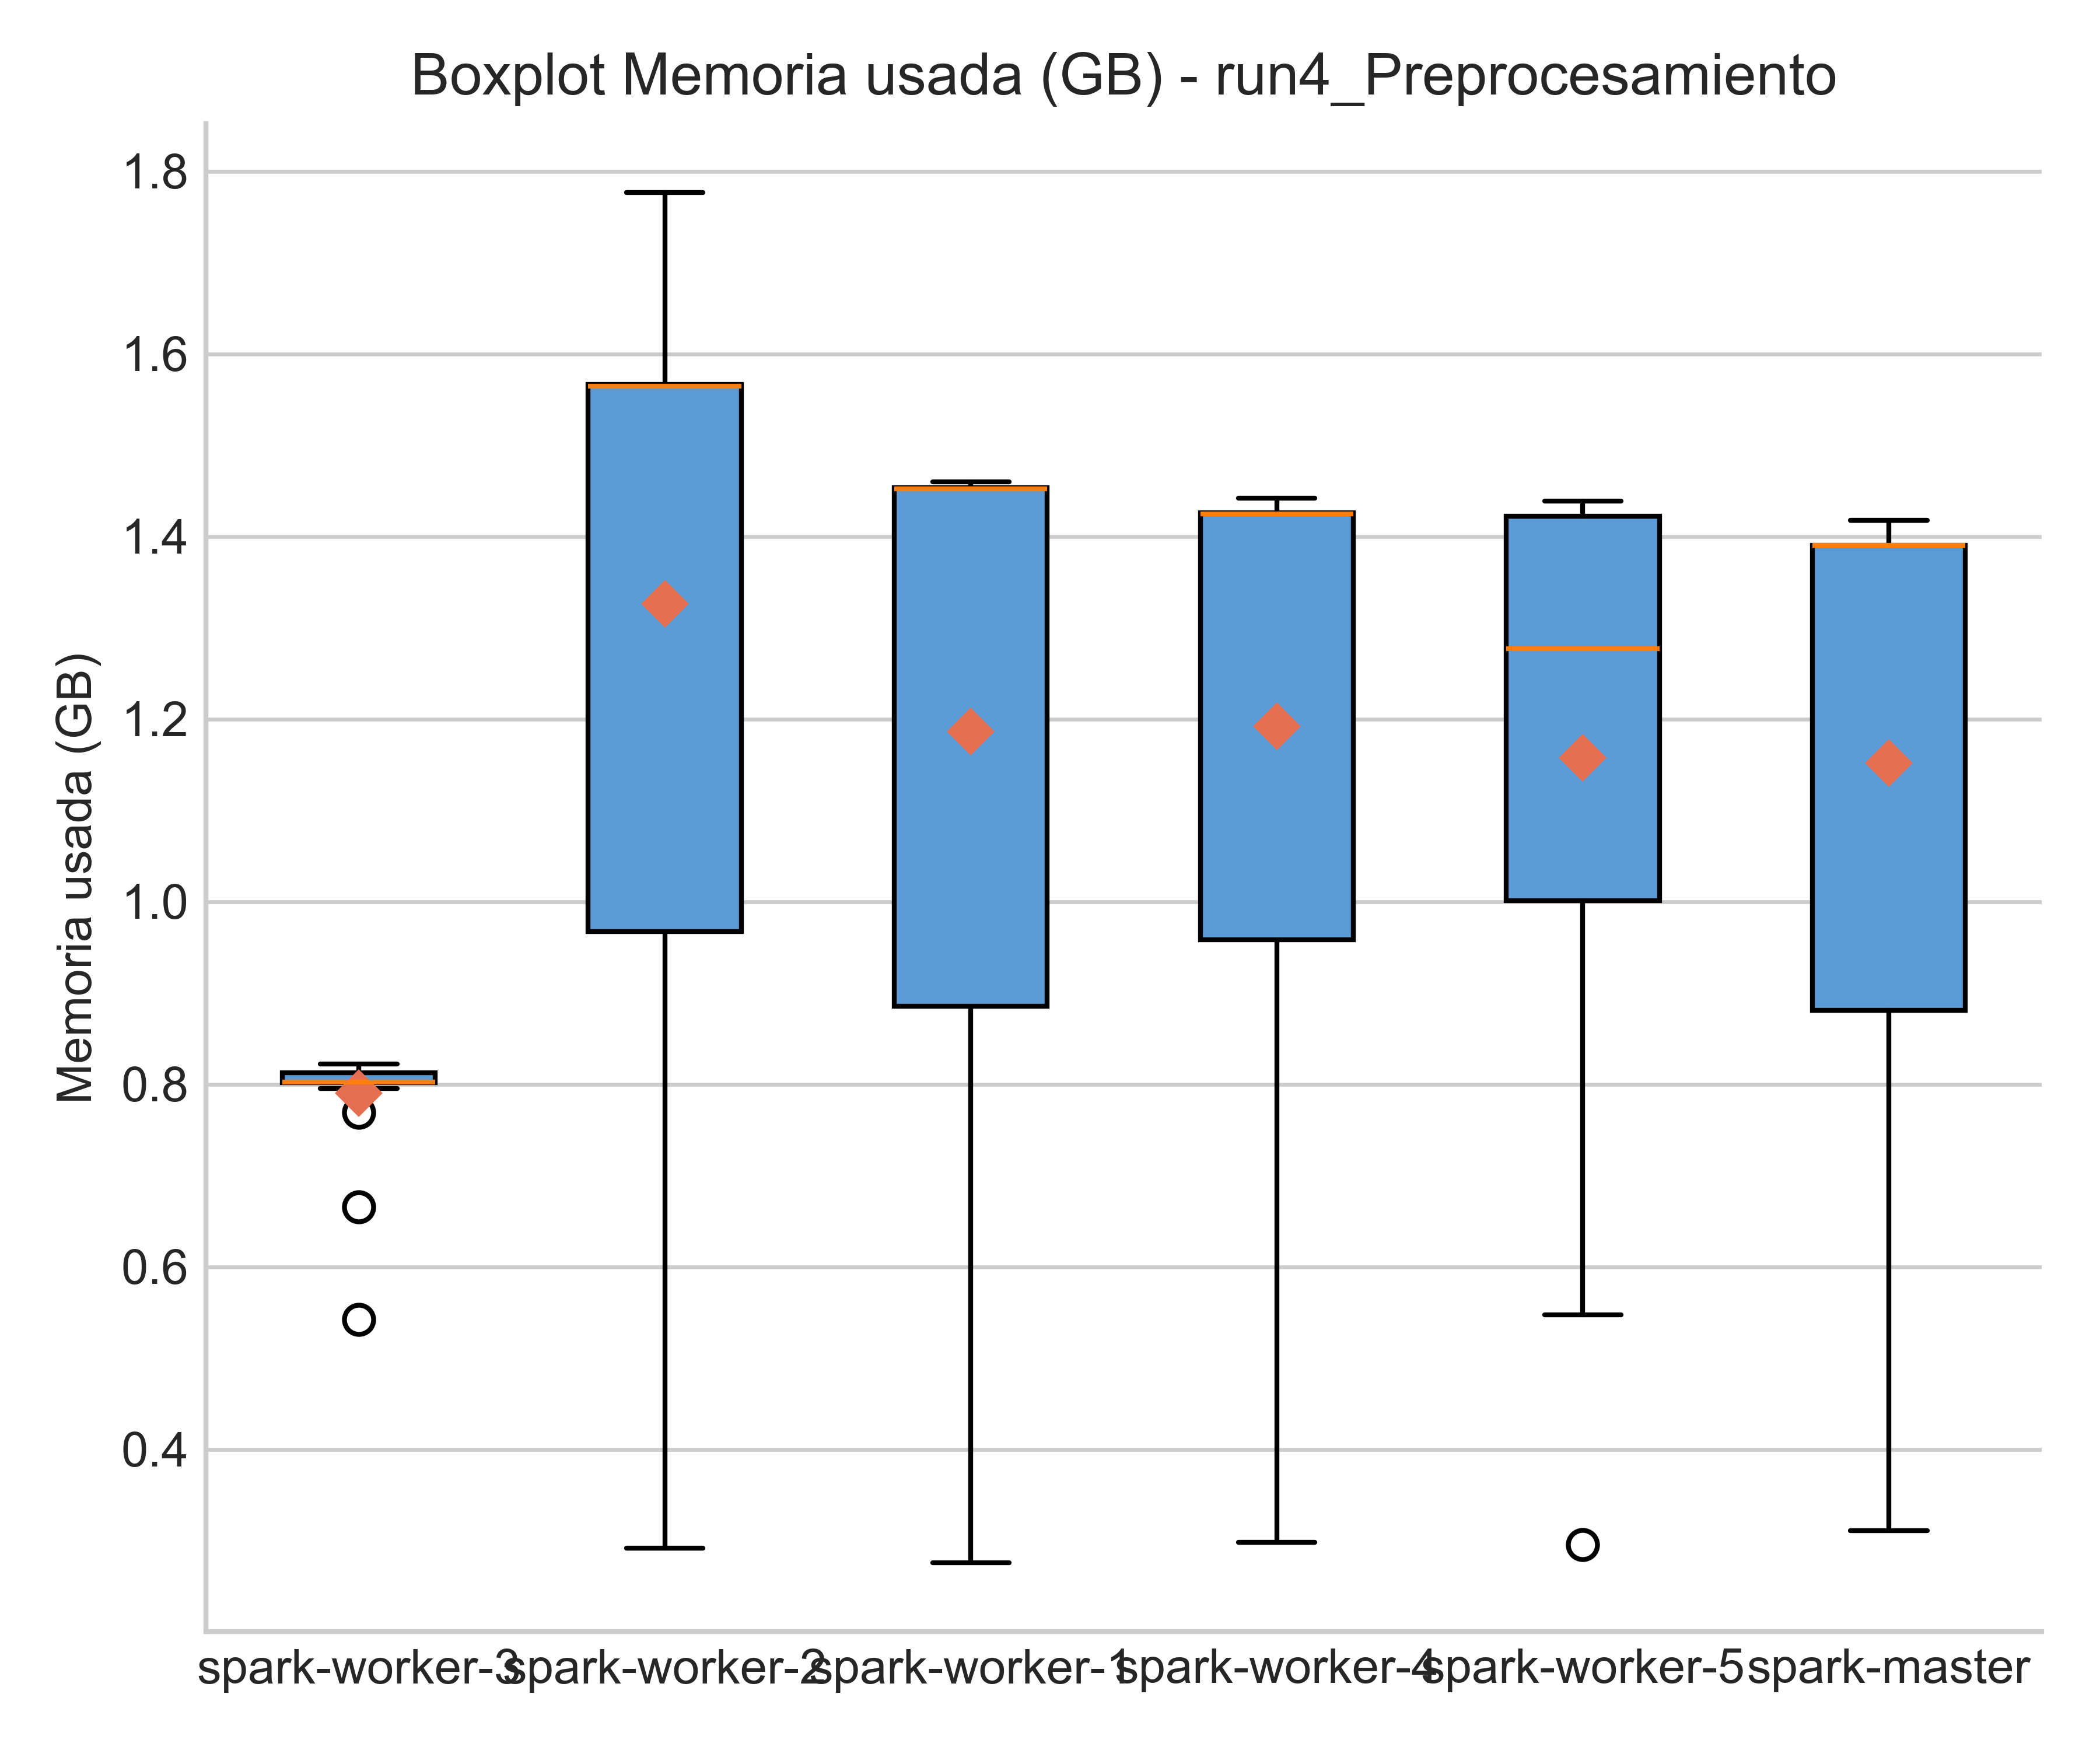 Boxplot Memoria usada (GB) - run4_Preprocesamiento
Memoria usada (GB)
1.8
1.6
1.4
1.2
1.0
0.8
0.6
0.4
spark-worker-3
spark-worker-2
spark-worker-1
spark-worker-4
spark-worker-5
spark-master